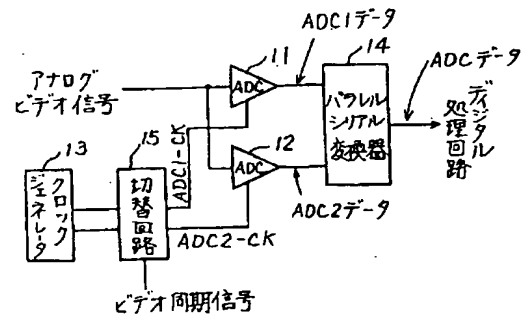 ADC1データ
11
14
ADCデータ
アナログ
ビデオ信号
ADC
パラレル
シリアル
変換器
ディジタル
処理回路
13
15
ADC1-CK
12
ADC
クロック
ジェネレータ
切替回路
ADC2データ
ADC2-CK
ビデオ同期信号